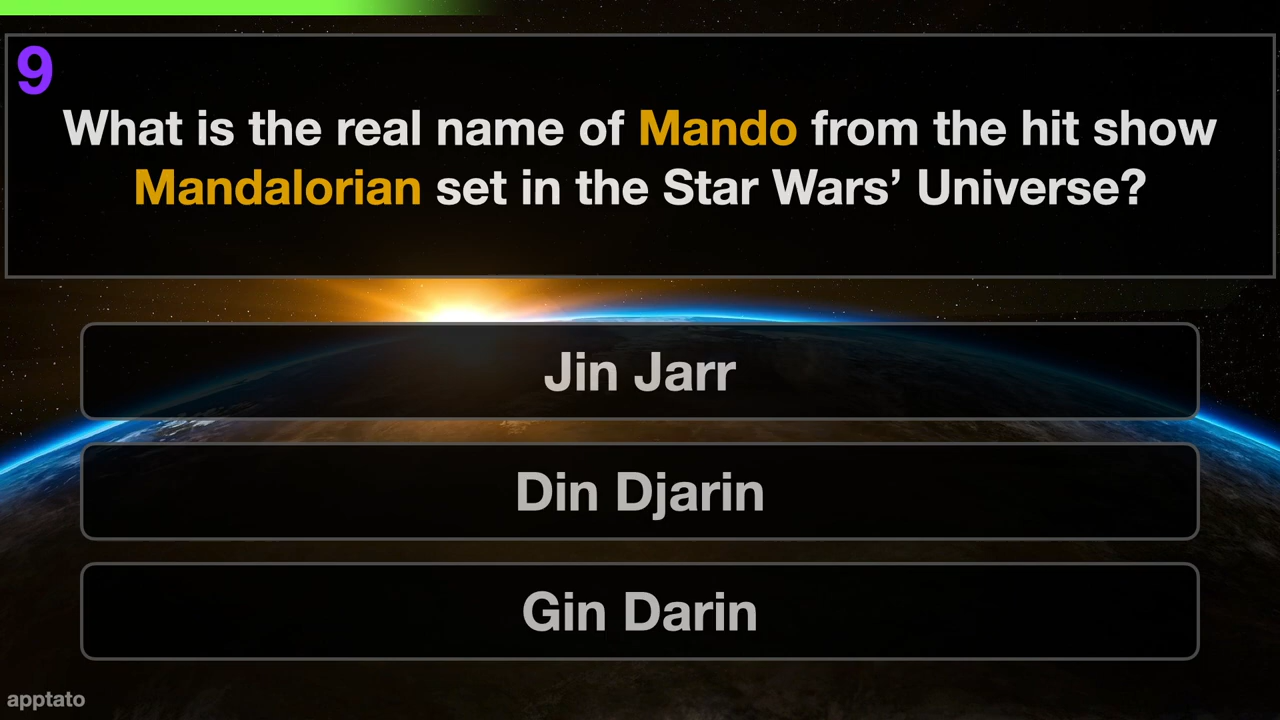 9
What is the real name of Mando from the hit show
Mandalorian set in the Star Wars’ Universe?
Jin Jarr
Din Djarin
Gin Darin
apptato